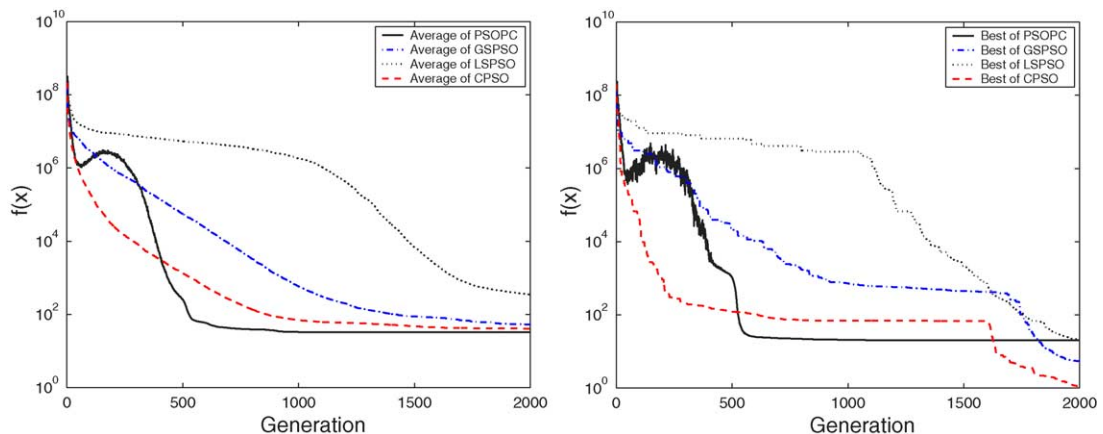 10^10
10^8
10^6
10^4
10^2
10^0
f(x)
0
500
1000
1500
2000
Generation
Average of PSOPC
Average of GSPSO
Average of LSPSO
Average of CPSO
10^10
10^8
10^6
10^4
10^2
10^0
f(x)
0
500
1000
1500
2000
Generation
Best of PSOPC
Best of GSPSO
Best of LSPSO
Best of CPSO